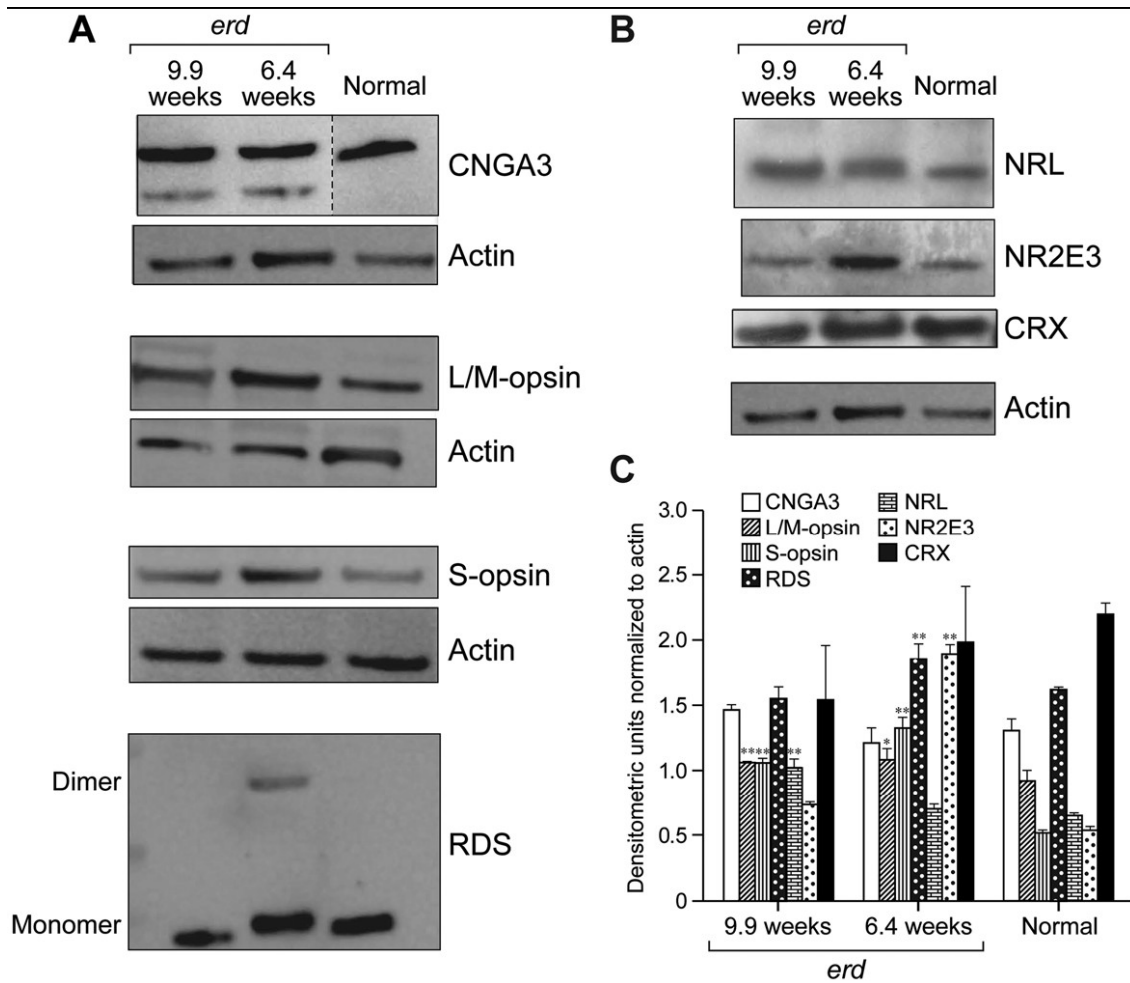 A
erd
9.9 weeks
6.4 weeks
Normal
CNGA3
Actin
L/M-opsin
Actin
S-opsin
Actin
Dimer
RDS
Monomer
B
erd
9.9 weeks
6.4 weeks
Normal
NRL
NR2E3
CRX
Actin
C
CNGA3
L/M-opsin
S-opsin
RDS
NRL
NR2E3
CRX
Densitometric units normalized to actin
3.0
2.5
2.0
1.5
1.0
0.5
0
** ** **
* ** ** **
9.9 weeks
6.4 weeks
Normal
erd